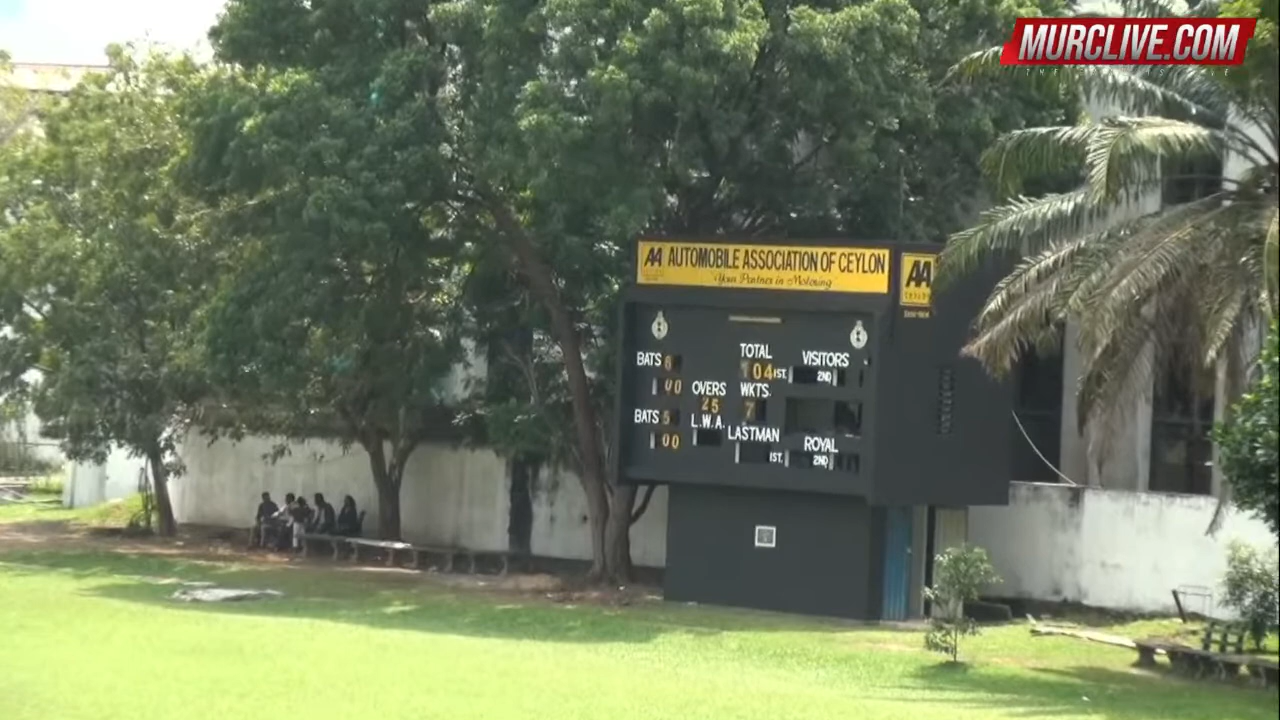 MURCLIVE.COM
AA AUTOMOBILE ASSOCIATION OF CEYLON
"Your Partner in Motoring"
AA
CEYLON
BATS 6
00
TOTAL
104
VISITORS
1ST. 2ND
OVERS
25
WKTS.
7
BATS 5
00
L.W.A.
LASTMAN
ROYAL
1ST. 2ND